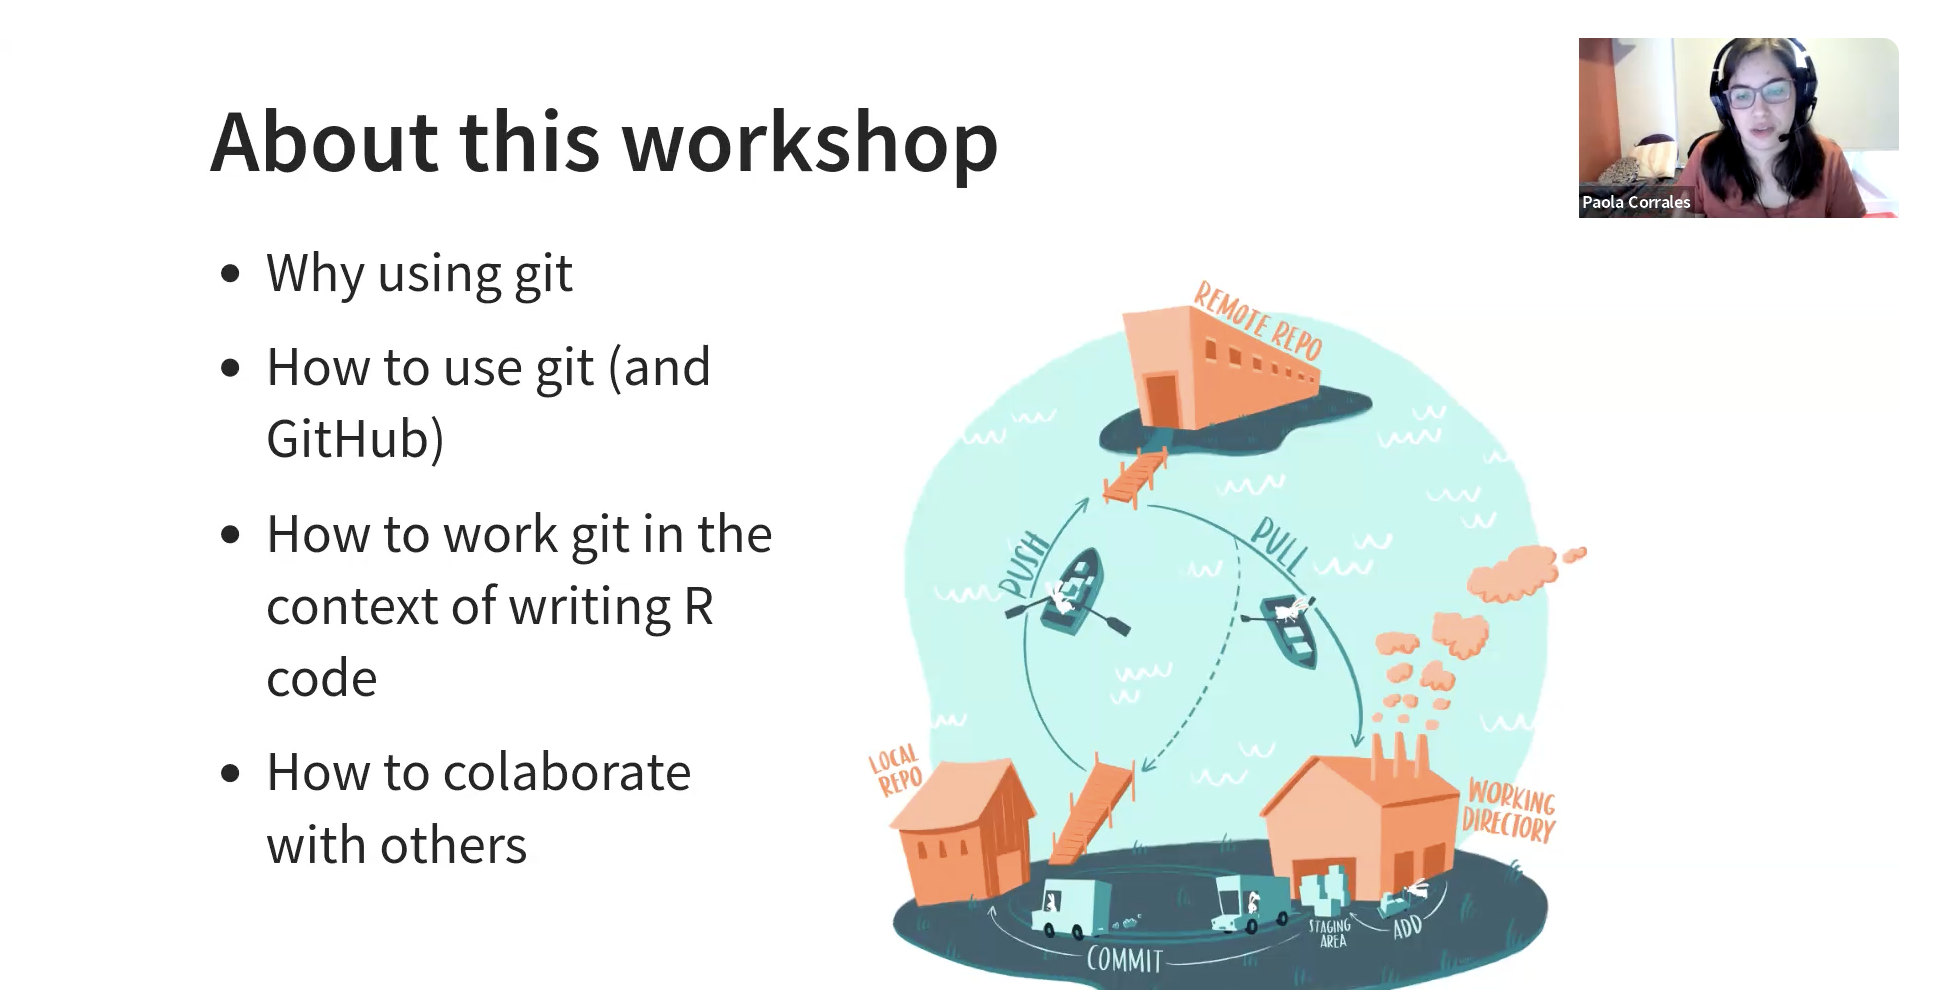 About this workshop
Paola Corrales
Why using git
How to use git (and
GitHub)
How to work git in the
context of writing R
code
How to colaborate
with others
REMOTE REPO
PUSH
PULL
LOCAL
REPO
WORKING
DIRECTORY
STAGING
AREA
ADD
COMMIT